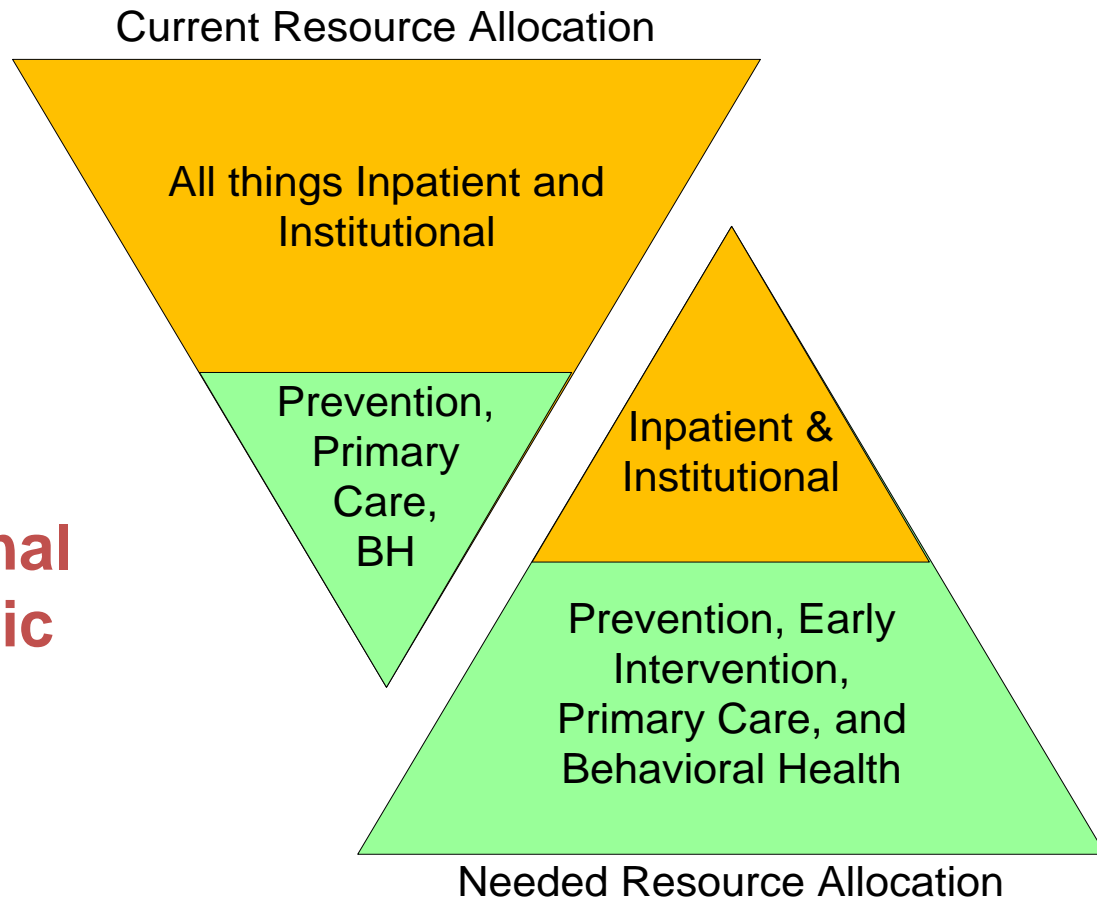 Current Resource Allocation
All things Inpatient and
Institutional
Prevention,
Primary
Care,
BH
Inpatient &
Institutional
nal
ic
Prevention, Early
Intervention,
Primary Care, and
Behavioral Health
Needed Resource Allocation